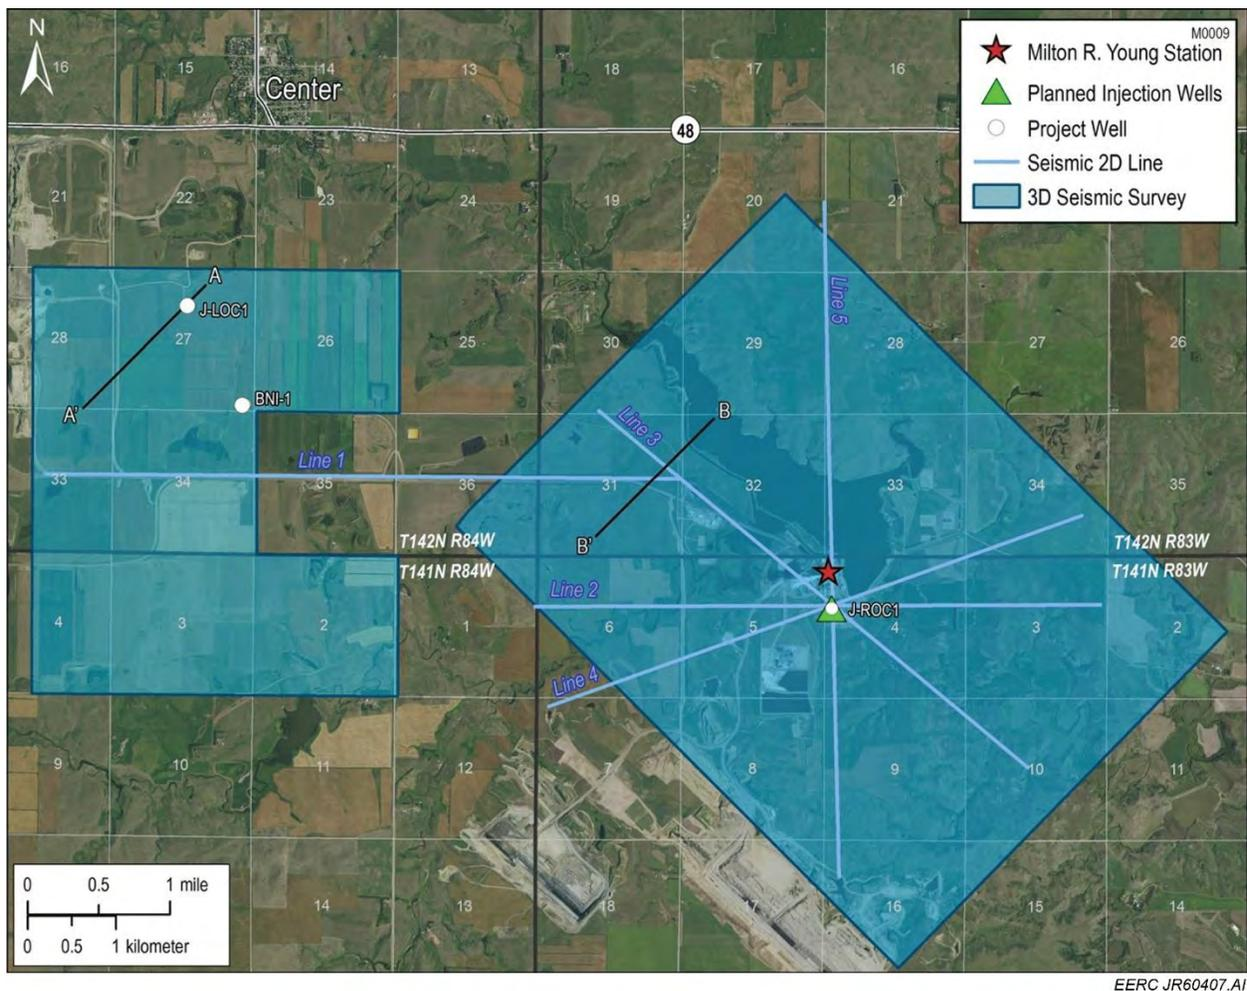 N
M0009
Milton R. Young Station
Planned Injection Wells
Project Well
Seismic 2D Line
3D Seismic Survey
16 15 14 13 18 17 16
Center
48
21 22 23 24 19 20 21
A
J-LOC1
Line 5
28 27 26 25 30 29 28 27 26
A'
BNI-1
B
Line 3
Line 1
33 34 35 36 31 32 33 34 35
B'
T142N R84W
T142N R83W
T141N R84W
T141N R83W
Line 2
J-ROC1
4 3 2 1 6 5 4 3 2
Line 4
9 10 11 12 7 8 9 10 11
14 13 18 17 16 15 14
0 0.5 1 mile
0 0.5 1 kilometer
EERC JR60407.AI